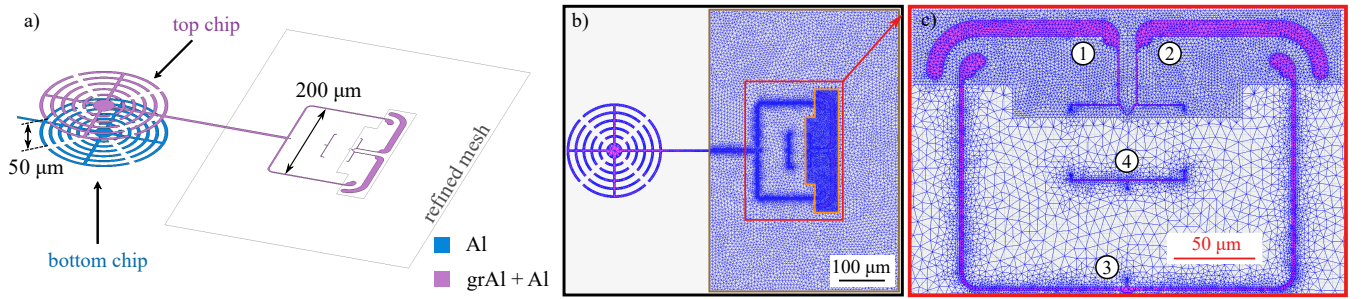 a)
top chip
200 μm
50 μm
bottom chip
refined mesh
Al
grAl + Al
b)
100 μm
c)
1
2
4
50 μm
3